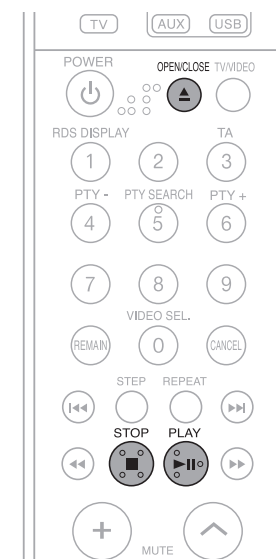 TV AUX USB
POWER OPEN/CLOSE TV/VIDEO
RDS DISPLAY TA
1 2 3
PTY - PTY SEARCH PTY +
4 5 6
7 8 9
VIDEO SEL.
REMAIN 0 CANCEL
STEP REPEAT
STOP PLAY
+
MUTE